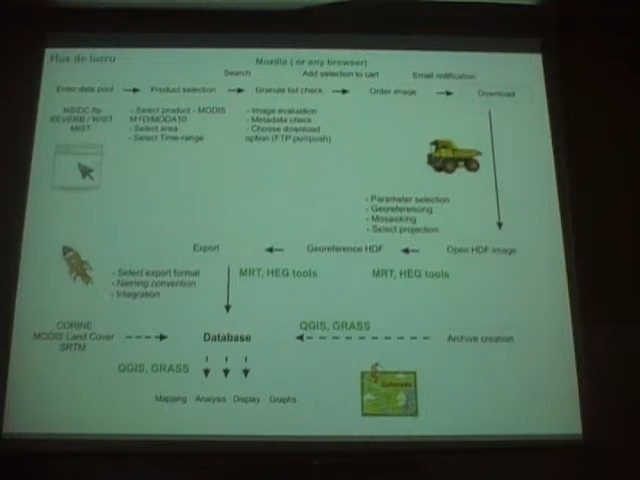 Flux de lucru
Mozilla ( or any browser)
Search
Add selection to cart
Email notification
Enter data pool
Product selection
Granule list check
Order image
Download
NSIDC ftp
REVERB / WIST
MIST
- Select product - MODIS
MYD/MODA10
- Select area
- Select Time-range
- Image evaluation
- Metadata check
- Choose download
option (FTP pull/push)
- Parameter selection
- Georeferencing
- Mosaicking
- Select projection
Export
Georeference HDF
Open HDF image
MRT, HEG tools
MRT, HEG tools
- Select export format
- Naming convention
- Integration
CORINE
MODIS Land Cover
SRTM
Database
QGIS, GRASS
Archive creation
QGIS, GRASS
Mapping
Analysis
Display
Graphs